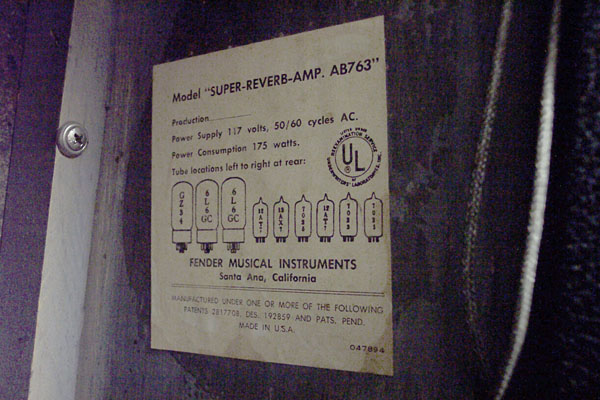 Model "SUPER-REVERB-AMP. AB763"
Production
Power Supply 117 volts, 50/60 cycles AC.
Power Consumption 175 watts.
Tube locations left to right at rear:
UL
UNDERWRITERS' LABORATORIES, INC.
GZ34 6L6GC 6L6GC 12AT7 12AX7 7025 12AT7 7025 7025
FENDER MUSICAL INSTRUMENTS
Santa Ana, California
MANUFACTURED UNDER ONE OR MORE OF THE FOLLOWING
PATENTS 2817708, DES. 192859 AND PATS. PEND.
MADE IN U.S.A.
047894